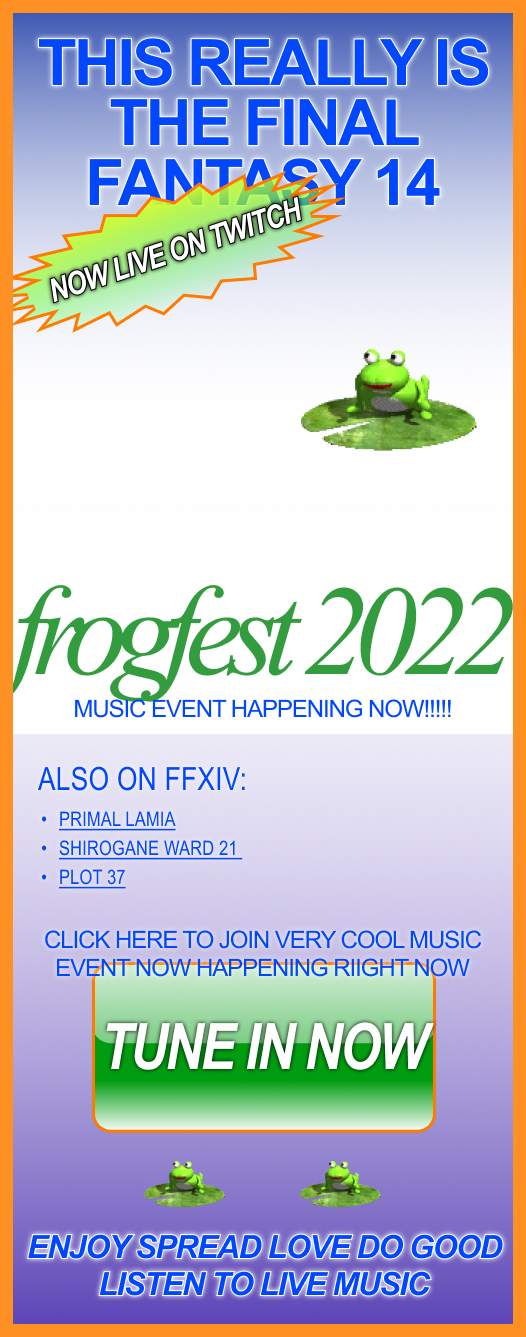 THIS REALLY IS
THE FINAL
FANTASY 14
NOW LIVE ON TWITCH
frogfest 2022
MUSIC EVENT HAPPENING NOW!!!!!
ALSO ON FFXIV:
• PRIMAL LAMIA
• SHIROGANE WARD 21
• PLOT 37
CLICK HERE TO JOIN VERY COOL MUSIC
EVENT NOW HAPPENING RIIGHT NOW
TUNE IN NOW
ENJOY SPREAD LOVE DO GOOD
LISTEN TO LIVE MUSIC